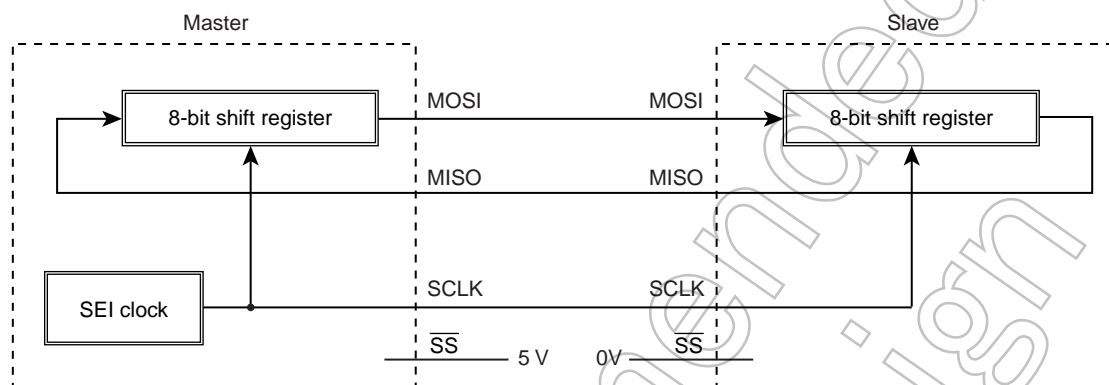 Master Slave
8-bit shift register MOSI MOSI 8-bit shift register
MISO MISO
SEI clock SCLK SCLK
SS 5 V 0V SS